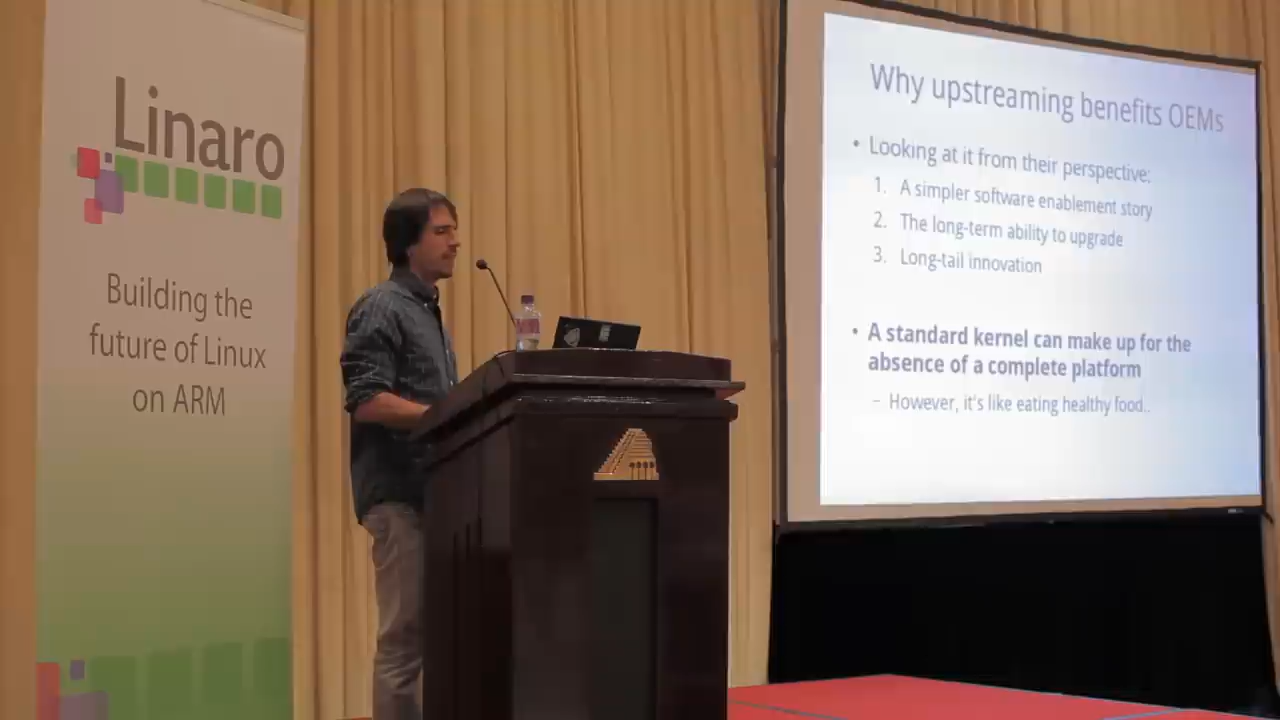 Linaro
Building the
future of Linux
on ARM
Why upstreaming benefits OEMs
• Looking at it from their perspective:
1. A simpler software enablement story
2. The long-term ability to upgrade
3. Long-tail innovation
• A standard kernel can make up for the
absence of a complete platform
– However, it's like eating healthy food..